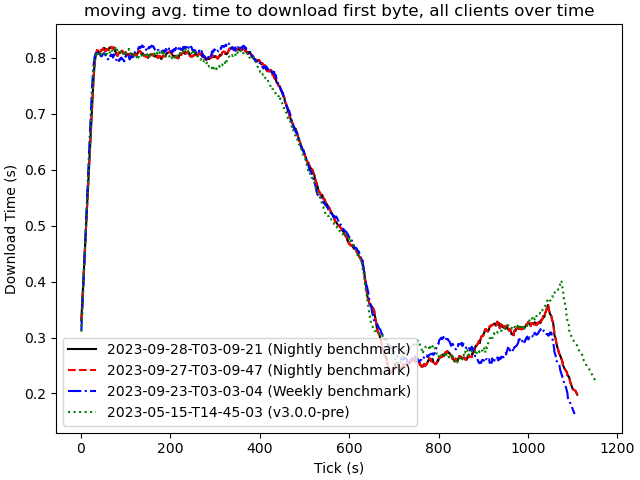 moving avg. time to download first byte, all clients over time
Download Time (s)
0.8
0.7
0.6
0.5
0.4
0.3
0.2
2023-09-28-T03-09-21 (Nightly benchmark)
2023-09-27-T03-09-47 (Nightly benchmark)
2023-09-23-T03-03-04 (Weekly benchmark)
2023-05-15-T14-45-03 (v3.0.0-pre)
0 200 400 600 800 1000 1200
Tick (s)